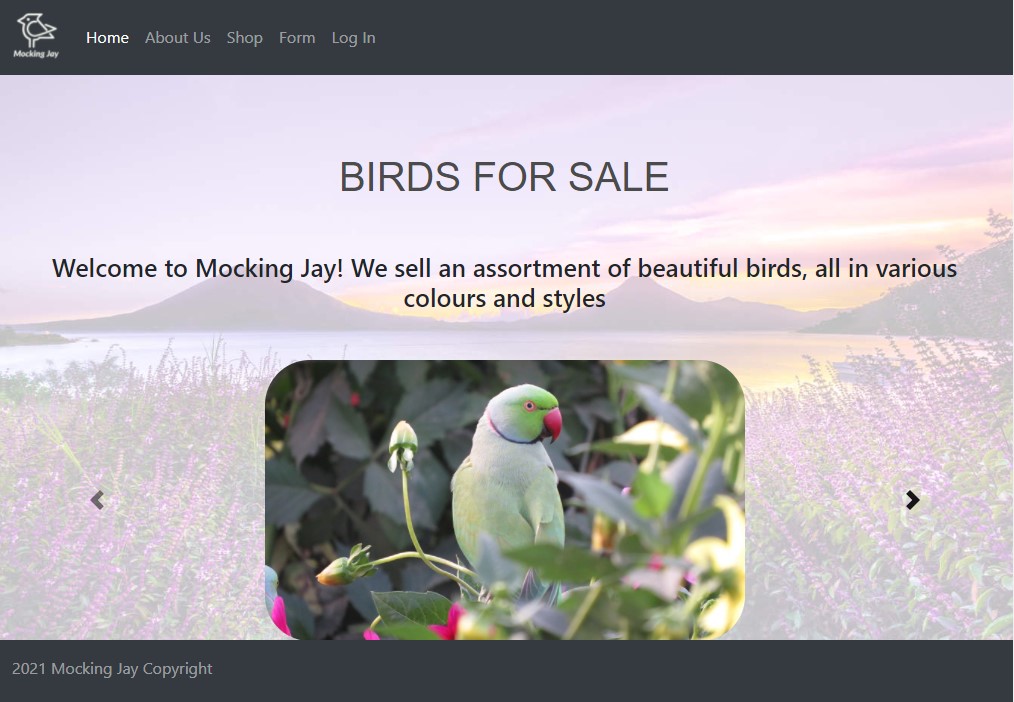 Mocking Jay
Home About Us Shop Form Log In
BIRDS FOR SALE
Welcome to Mocking Jay! We sell an assortment of beautiful birds, all in various
colours and styles
2021 Mocking Jay Copyright